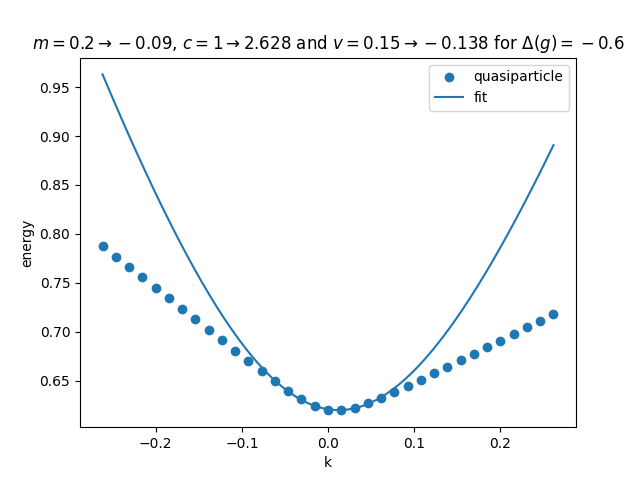 m = 0.2 → −0.09, c = 1 → 2.628 and v = 0.15 → −0.138 for Δ(g) = −0.6
quasiparticle
fit
0.95
0.90
0.85
0.80
0.75
0.70
0.65
energy
−0.2 −0.1 0.0 0.1 0.2
k